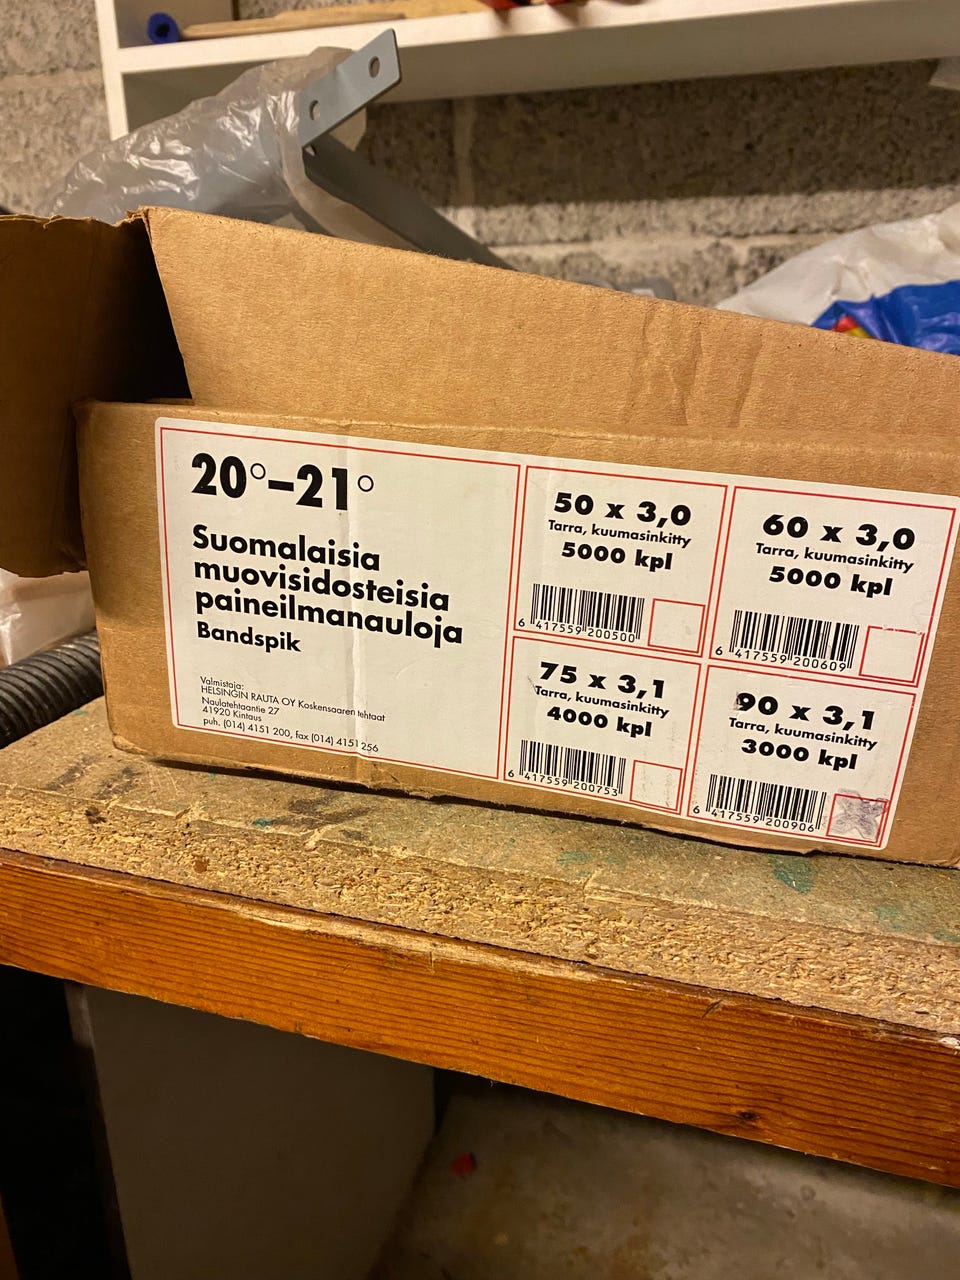 20°–21°
Suomalaisia
muovisidosteisia
paineilmanauloja
Bandspik
Valmistaja:
HELSINGIN RAUTA OY Koskensaaren tehtaat
Naulatehtaantie 27
41920 Kintaus
puh. (014) 4151 200, fax (014) 4151 256
50 x 3,0
Tarra, kuumasinkitty
5000 kpl
6 417559 200500
60 x 3,0
Tarra, kuumasinkitty
5000 kpl
6 417559 200609
75 x 3,1
Tarra, kuumasinkitty
4000 kpl
6 417559 200753
90 x 3,1
Tarra, kuumasinkitty
3000 kpl
6 417559 200906